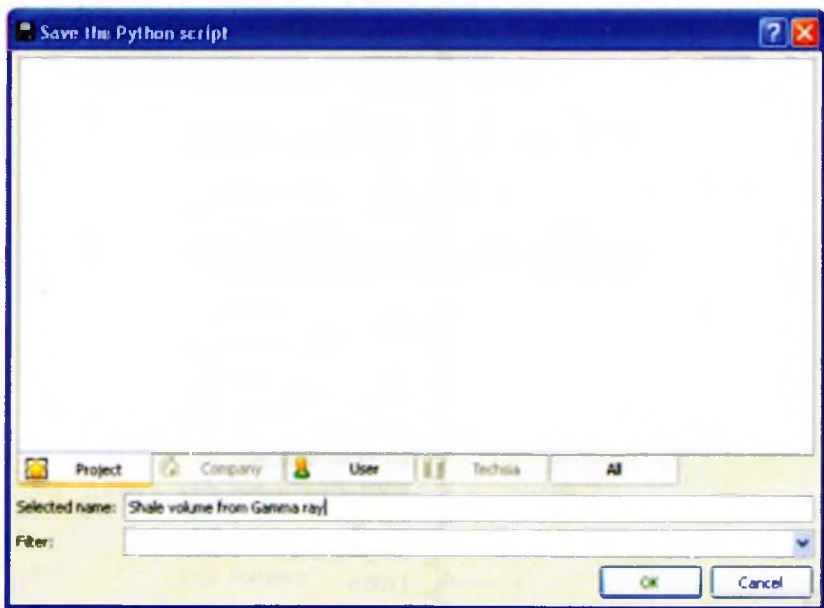 Save the Python script
Project Company User Techsia All
Selected name: Shale volume from Gamma ray
Filter:
OK Cancel